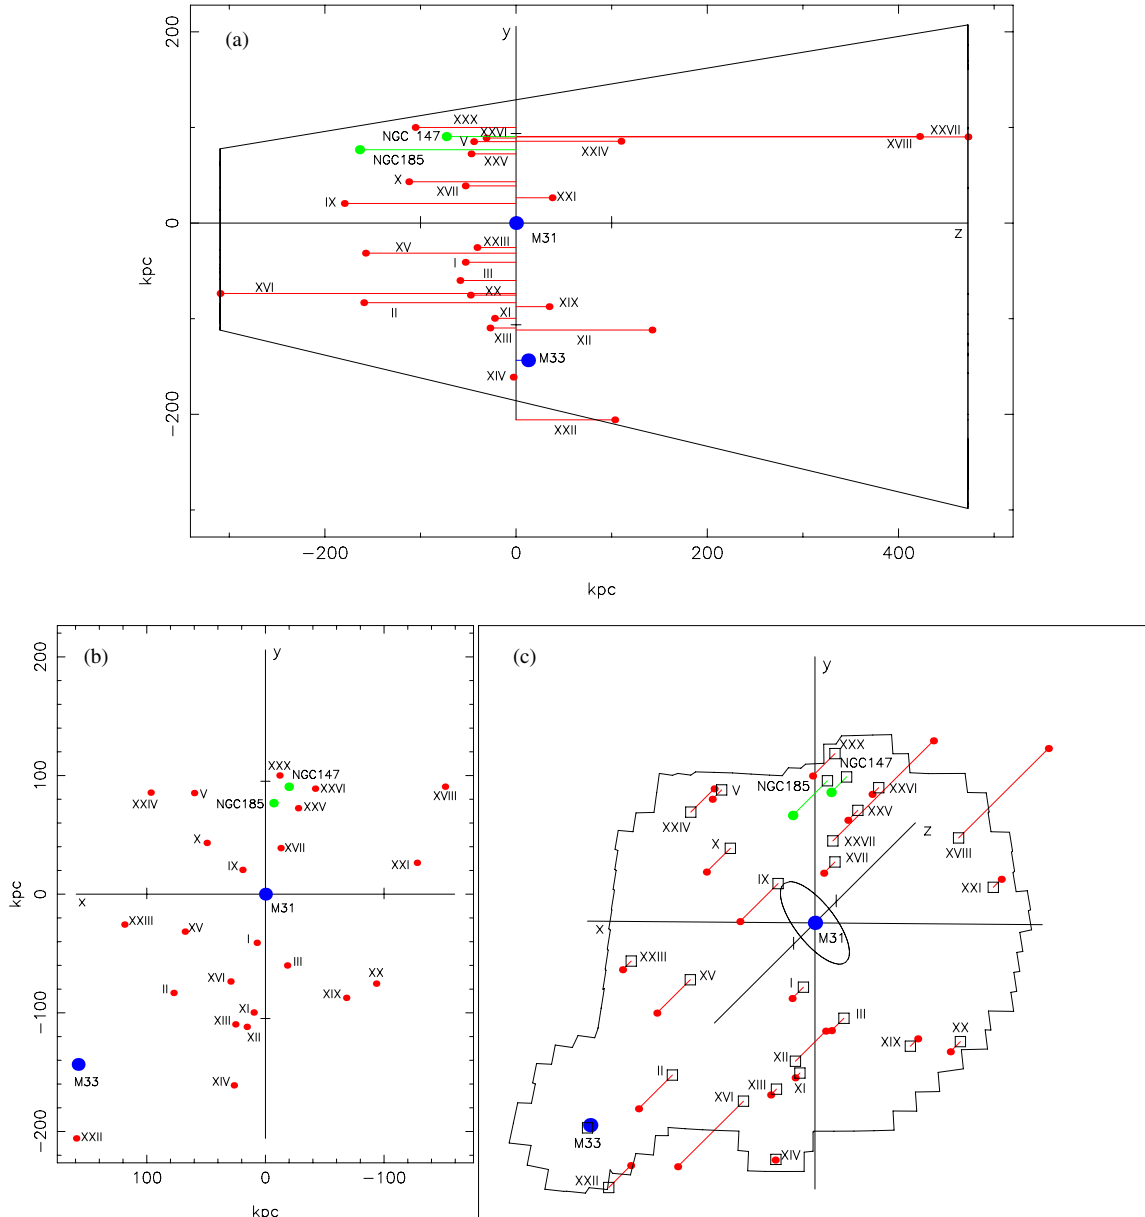 (a)
y
200
XXX
NGC 147
XXVI
XXVII
V
XXIV
XVIII
XXV
NGC185
X
XVII
XXI
IX
0
M31
z
XXIII
XV
I
III
XVI
XX
XIX
II
XI
XIII
XII
M33
XIV
-200
XXII
kpc
-200
0
200
400
kpc
(b)
y
200
100
XXX
NGC147
XXVI
XVIII
XXIV
V
NGC185
XXV
X
XVII
IX
XXI
0
x
M31
XXIII
XV
I
III
XVI
XX
II
XIX
-100
XI
XIII
XII
M33
XIV
-200
XXII
kpc
100
0
-100
kpc
(c)
y
XXX
NGC147
NGC185
XXVI
V
XXIV
XXV
z
X
XXVII
XVIII
XVII
IX
XXI
x
M31
XXIII
XV
I
III
XX
XIX
XII
II
XI
XIII
XVI
M33
XIV
XXII